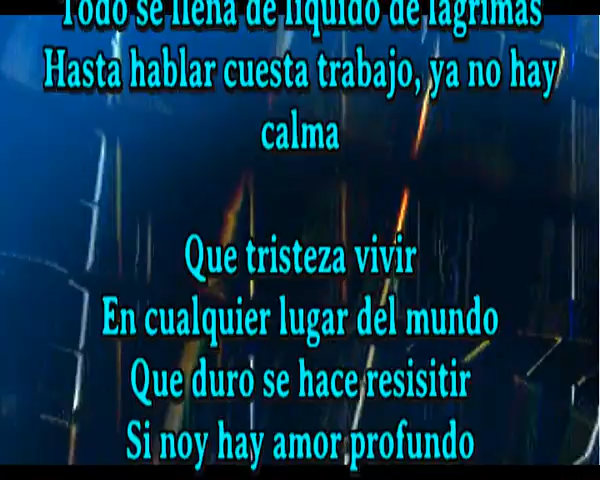 Todo se llena de liquido de lagrimas
Hasta hablar cuesta trabajo, ya no hay
calma
Que tristeza vivir
En cualquier lugar del mundo
Que duro se hace resisitir
Si noy hay amor profundo